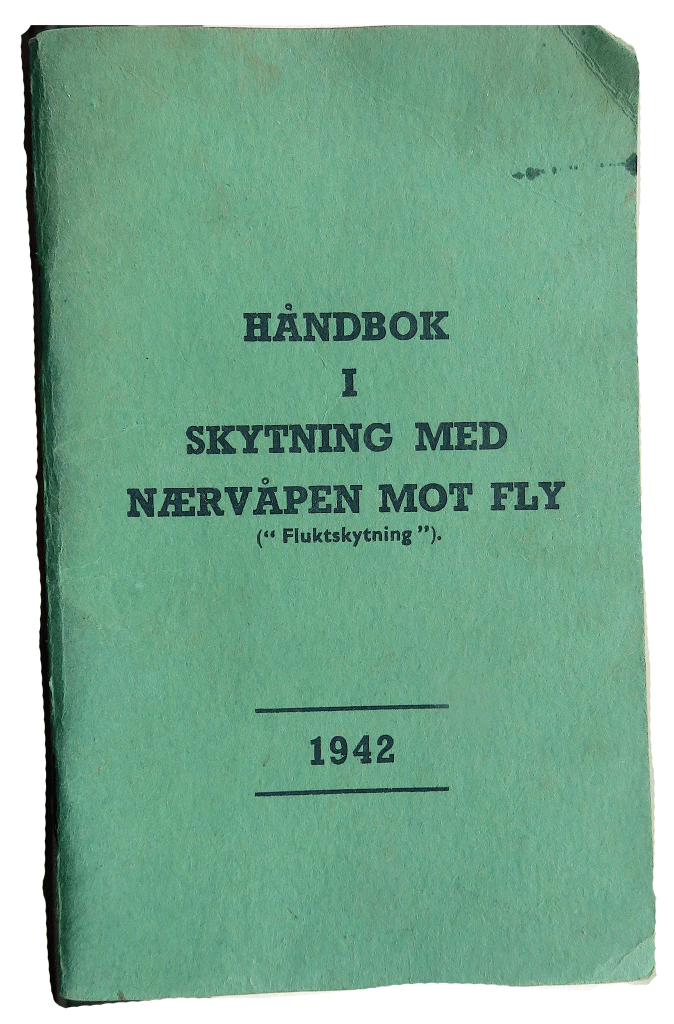 HÅNDBOK
I
SKYTNING MED
NÆRVÅPEN MOT FLY
(“ Fluktskytning ”).
1942